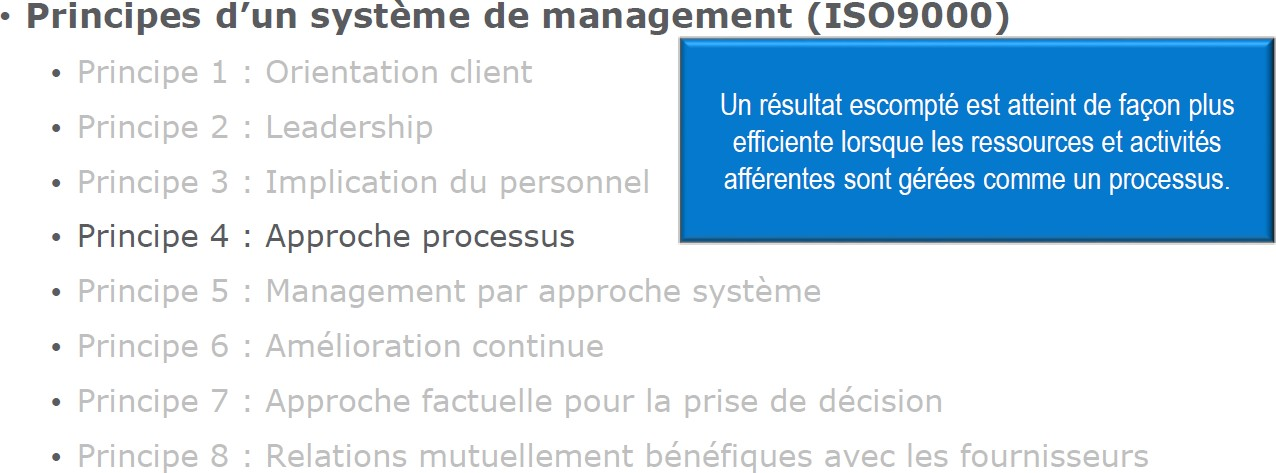 • Principes d’un système de management (ISO9000)
• Principe 1 : Orientation client
• Principe 2 : Leadership
• Principe 3 : Implication du personnel
• Principe 4 : Approche processus
• Principe 5 : Management par approche système
• Principe 6 : Amélioration continue
• Principe 7 : Approche factuelle pour la prise de décision
• Principe 8 : Relations mutuellement bénéfiques avec les fournisseurs
Un résultat escompté est atteint de façon plus
efficiente lorsque les ressources et activités
afférentes sont gérées comme un processus.